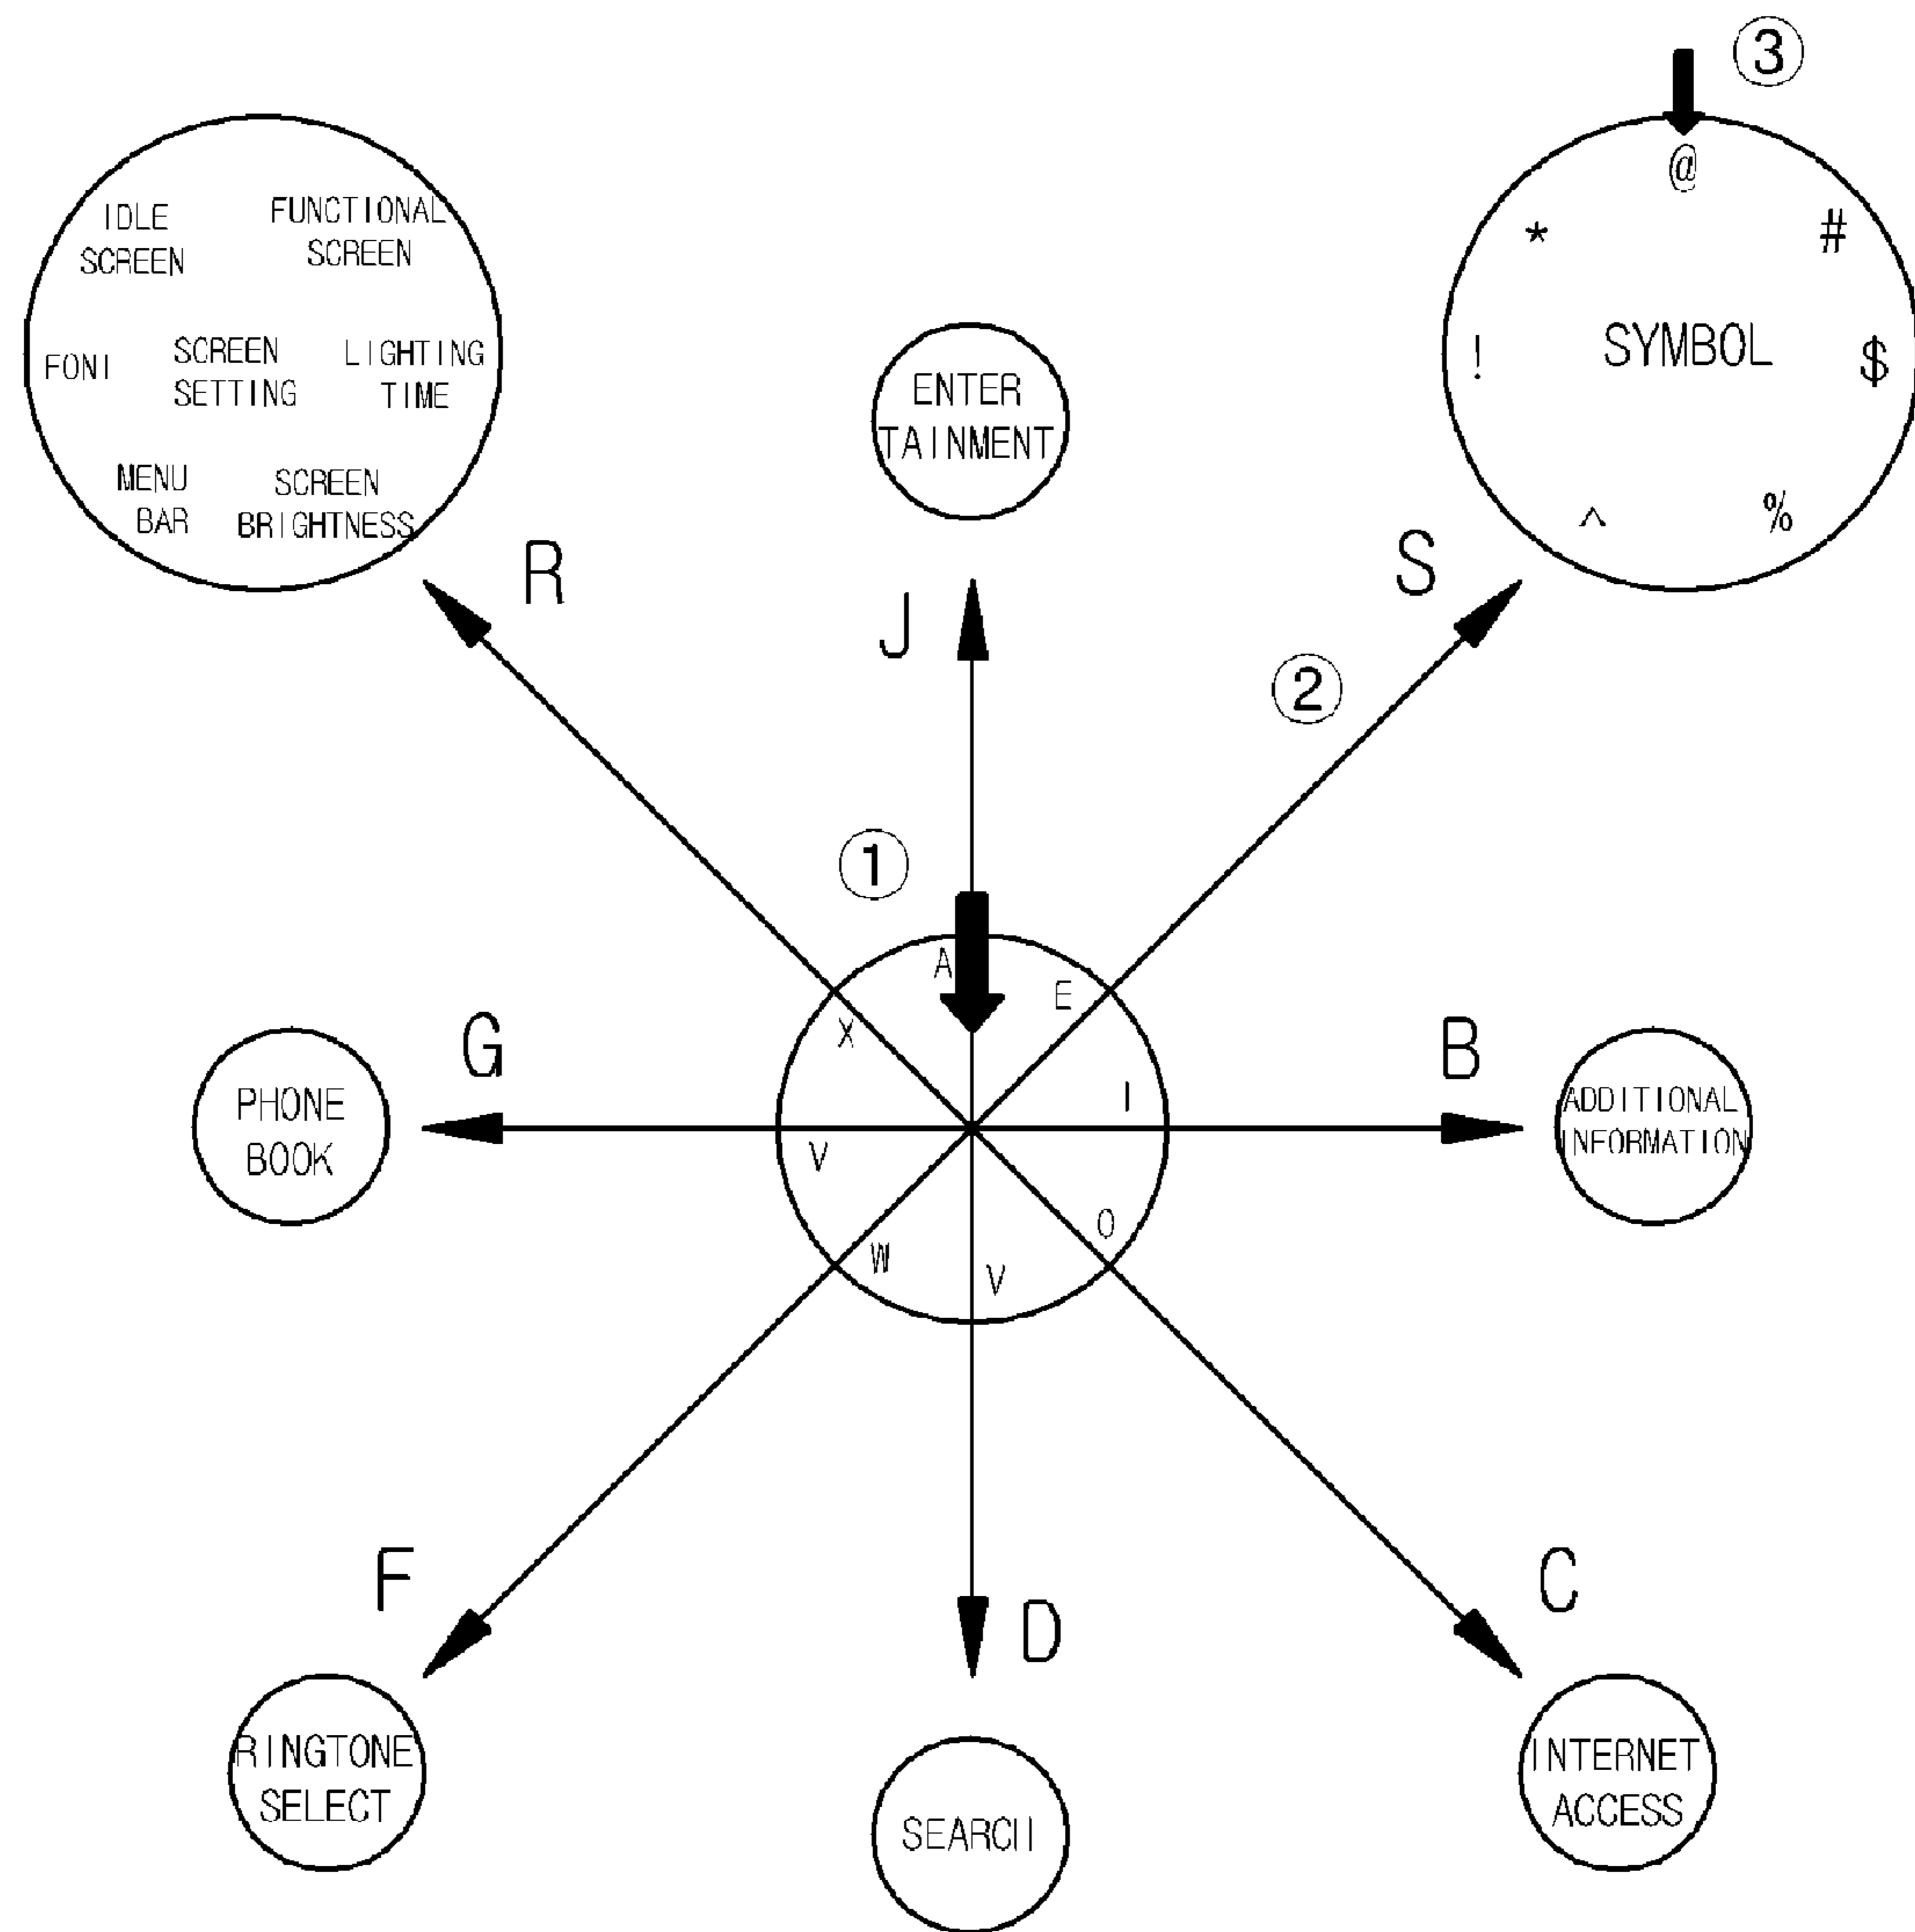 ③
@
*
#
!
SYMBOL
$
^
%
IDLE
SCREEN
FUNCTIONAL
SCREEN
FONI
SCREEN
SETTING
LIGHTING
TIME
MENU
BAR
SCREEN
BRIGHTNESS
ENTER
TAINMENT
R
J
S
②
①
A
E
X
I
V
O
W
V
G
PHONE
BOOK
B
ADDITIONAL
INFORMATION
F
D
C
RINGTONE
SELECT
SEARCH
INTERNET
ACCESS